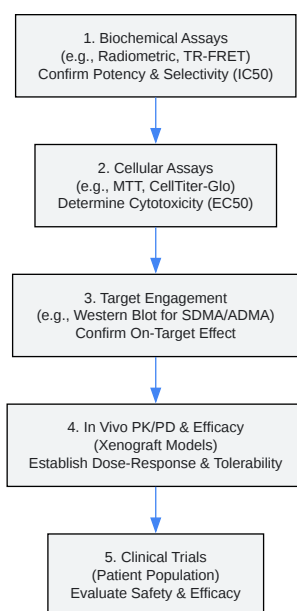 1. Biochemical Assays
(e.g., Radiometric, TR-FRET)
Confirm Potency & Selectivity (IC50)
2. Cellular Assays
(e.g., MTT, CellTiter-Glo)
Determine Cytotoxicity (EC50)
3. Target Engagement
(e.g., Western Blot for SDMA/ADMA)
Confirm On-Target Effect
4. In Vivo PK/PD & Efficacy
(Xenograft Models)
Establish Dose-Response & Tolerability
5. Clinical Trials
(Patient Population)
Evaluate Safety & Efficacy